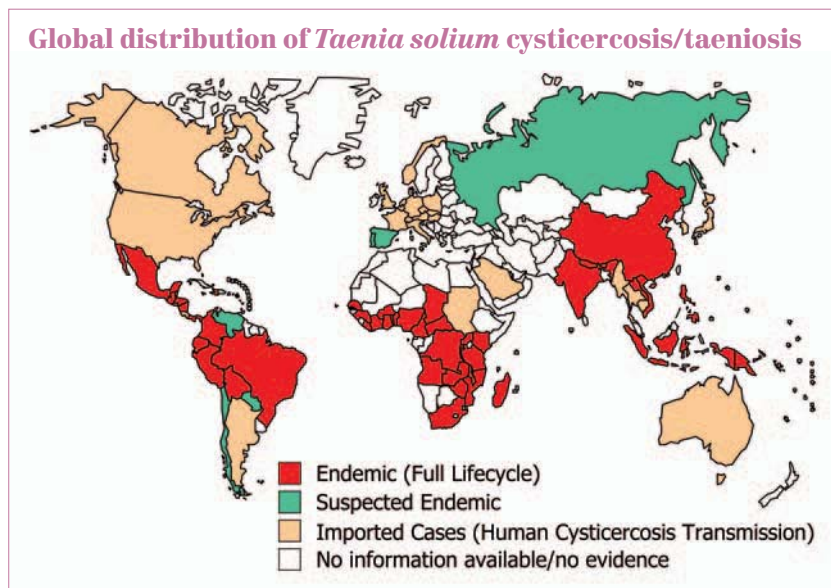 Global distribution of Taenia solium cysticercosis/taeniosis
Endemic (Full Lifecycle)
Suspected Endemic
Imported Cases (Human Cysticercosis Transmission)
No information available/no evidence